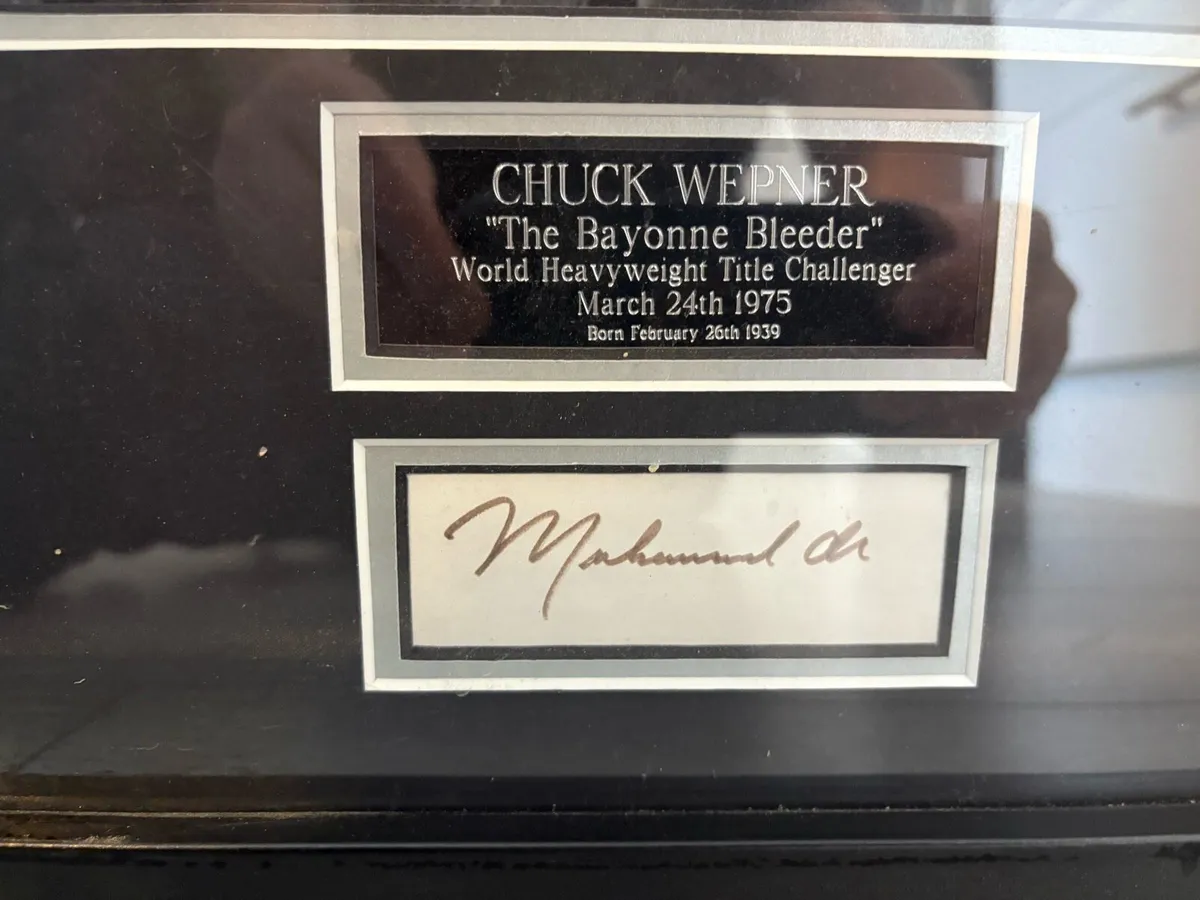 CHUCK WEPNER
"The Bayonne Bleeder"
World Heavyweight Title Challenger
March 24th 1975
Born February 26th 1939
Muhammad Ali